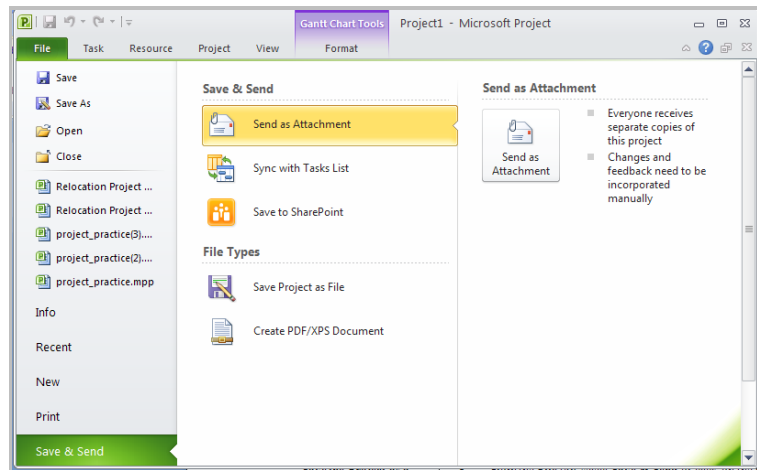 Gantt Chart Tools
Project1 - Microsoft Project
File Task Resource Project View Format
Save
Save As
Open
Close
Relocation Project ...
Relocation Project ...
project_practice(3)....
project_practice(2)....
project_practice.mpp
Info
Recent
New
Print
Save & Send
Save & Send
Send as Attachment
Sync with Tasks List
Save to SharePoint
File Types
Save Project as File
Create PDF/XPS Document
Send as Attachment
Send as
Attachment
Everyone receives
separate copies of
this project
Changes and
feedback need to be
incorporated
manually